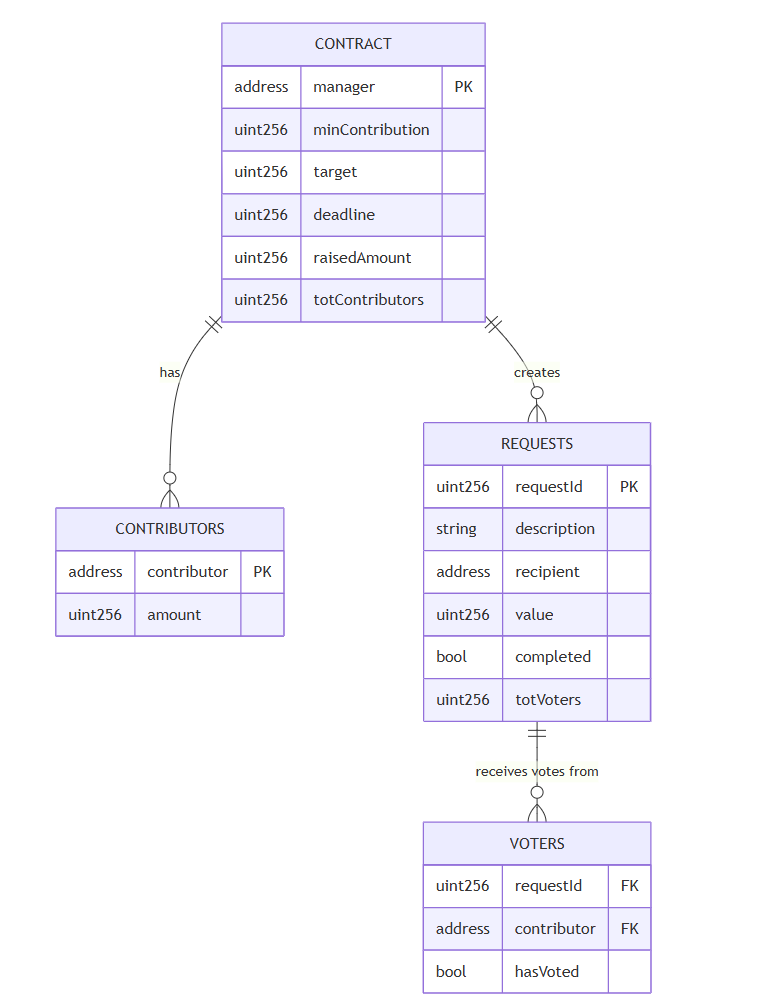 CONTRACT
address manager PK
uint256 minContribution
uint256 target
uint256 deadline
uint256 raisedAmount
uint256 totContributors
has
creates
CONTRIBUTORS
address contributor PK
uint256 amount
REQUESTS
uint256 requestId PK
string description
address recipient
uint256 value
bool completed
uint256 totVoters
receives votes from
VOTERS
uint256 requestId FK
address contributor FK
bool hasVoted